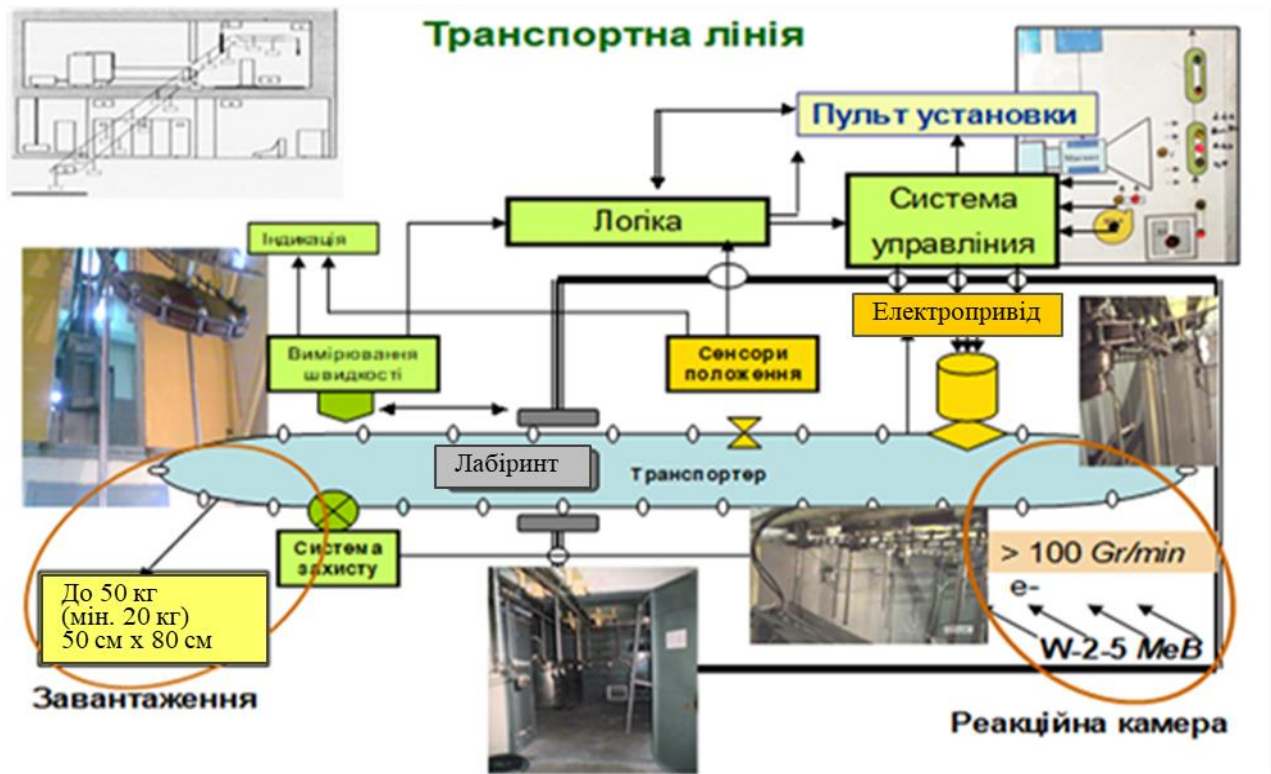 Транспортна лінія
Пульт установки
Магнит
Система
управління
Логіка
Індикація
Електропривід
Вимірювання
швидкості
Сенсори
положення
Лабіринт
Транспортер
Система
захисту
> 100 Gr/min
e-
W-2-5 MeB
До 50 кг
(мін. 20 кг)
50 см х 80 см
Завантаження
Реакційна камера